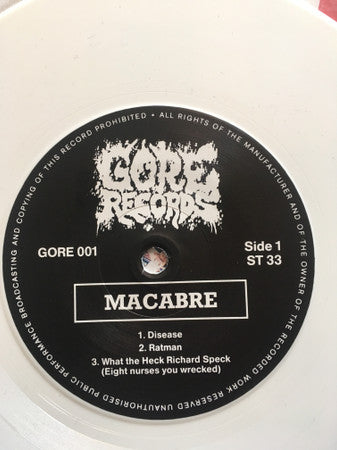 ALL RIGHTS OF THE MANUFACTURER AND OF THE OWNER OF THE RECORDED WORK RESERVED UNAUTHORISED PUBLIC PERFORMANCE BROADCASTING AND COPYING OF THIS RECORD PROHIBITED •
GORE
RECORDS
GORE 001
Side 1
ST 33
MACABRE
1. Disease
2. Ratman
3. What the Heck Richard Speck
(Eight nurses you wrecked)